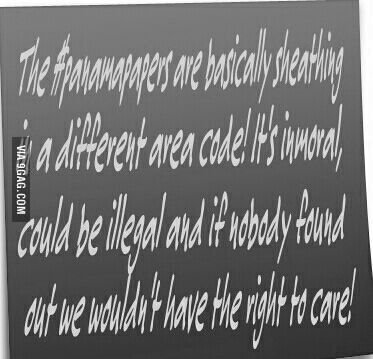 The #panamapapers are basically sheathing
in a different area code! It's inmoral,
could be illegal and if nobody found
out we wouldn't have the right to care!
VIA 9GAG.COM